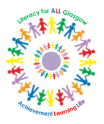 Literacy for ALL Glasgow
Achievement Learning Life